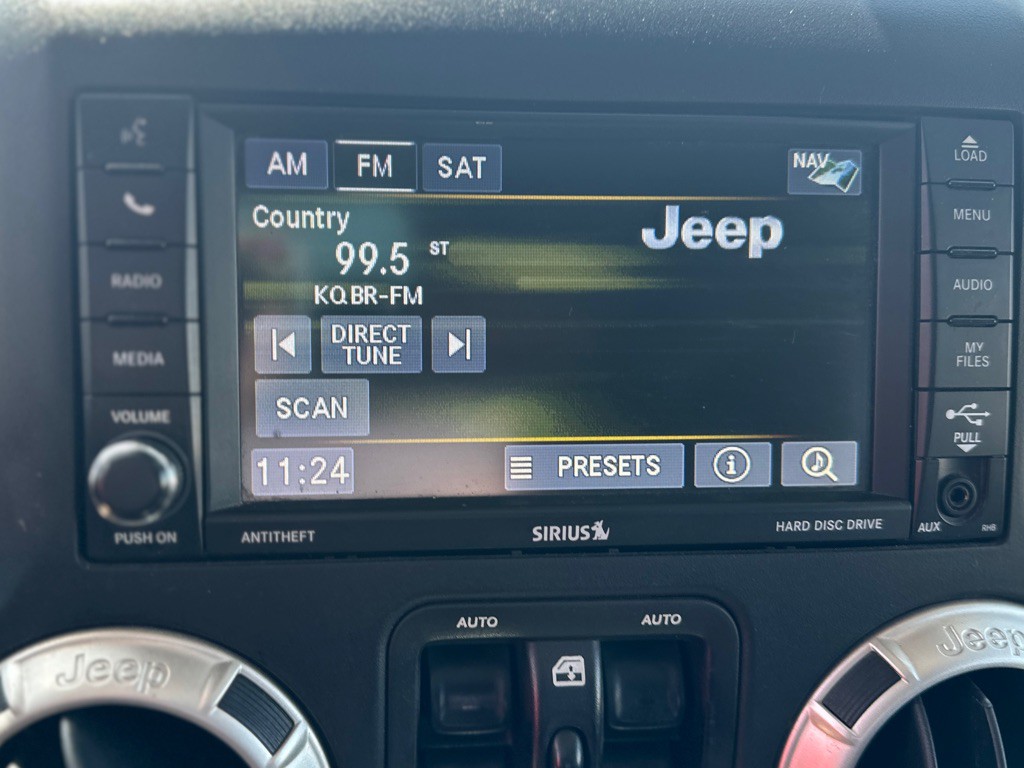 AM FM SAT NAV
LOAD
MENU
Country
Jeep
99.5 ST
KQBR-FM
RADIO
AUDIO
DIRECT
TUNE
MEDIA
MY
FILES
SCAN
VOLUME
PULL
11:24 PRESETS i
PUSH ON
ANTITHEFT
SIRIUS
HARD DISC DRIVE
AUX
RHB
AUTO AUTO
Jeep
Jeep